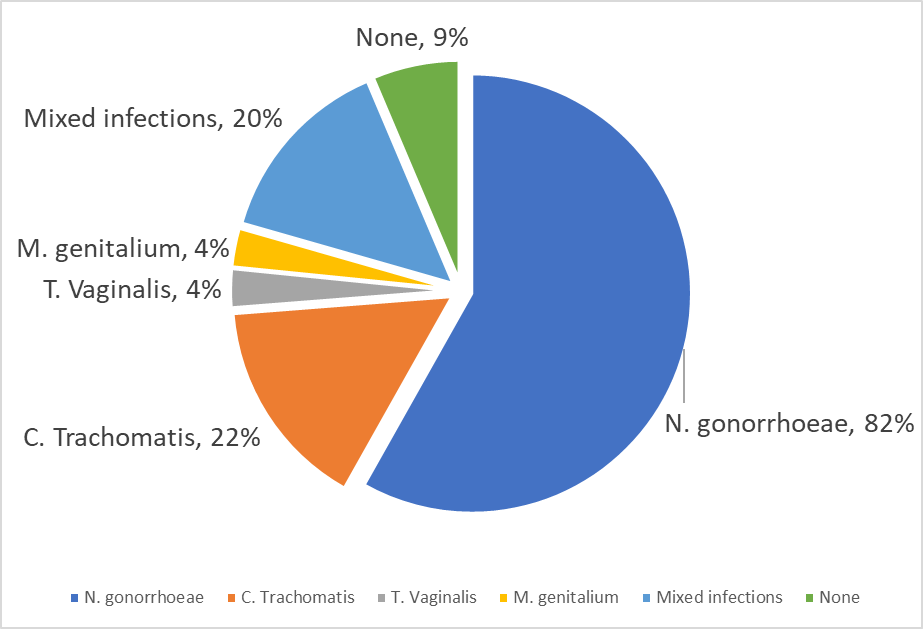 None, 9%
Mixed infections, 20%
M. genitalium, 4%
T. Vaginalis, 4%
N. gonorrhoeae, 82%
C. Trachomatis, 22%
N. gonorrhoeae C. Trachomatis T. Vaginalis M. genitalium Mixed infections None